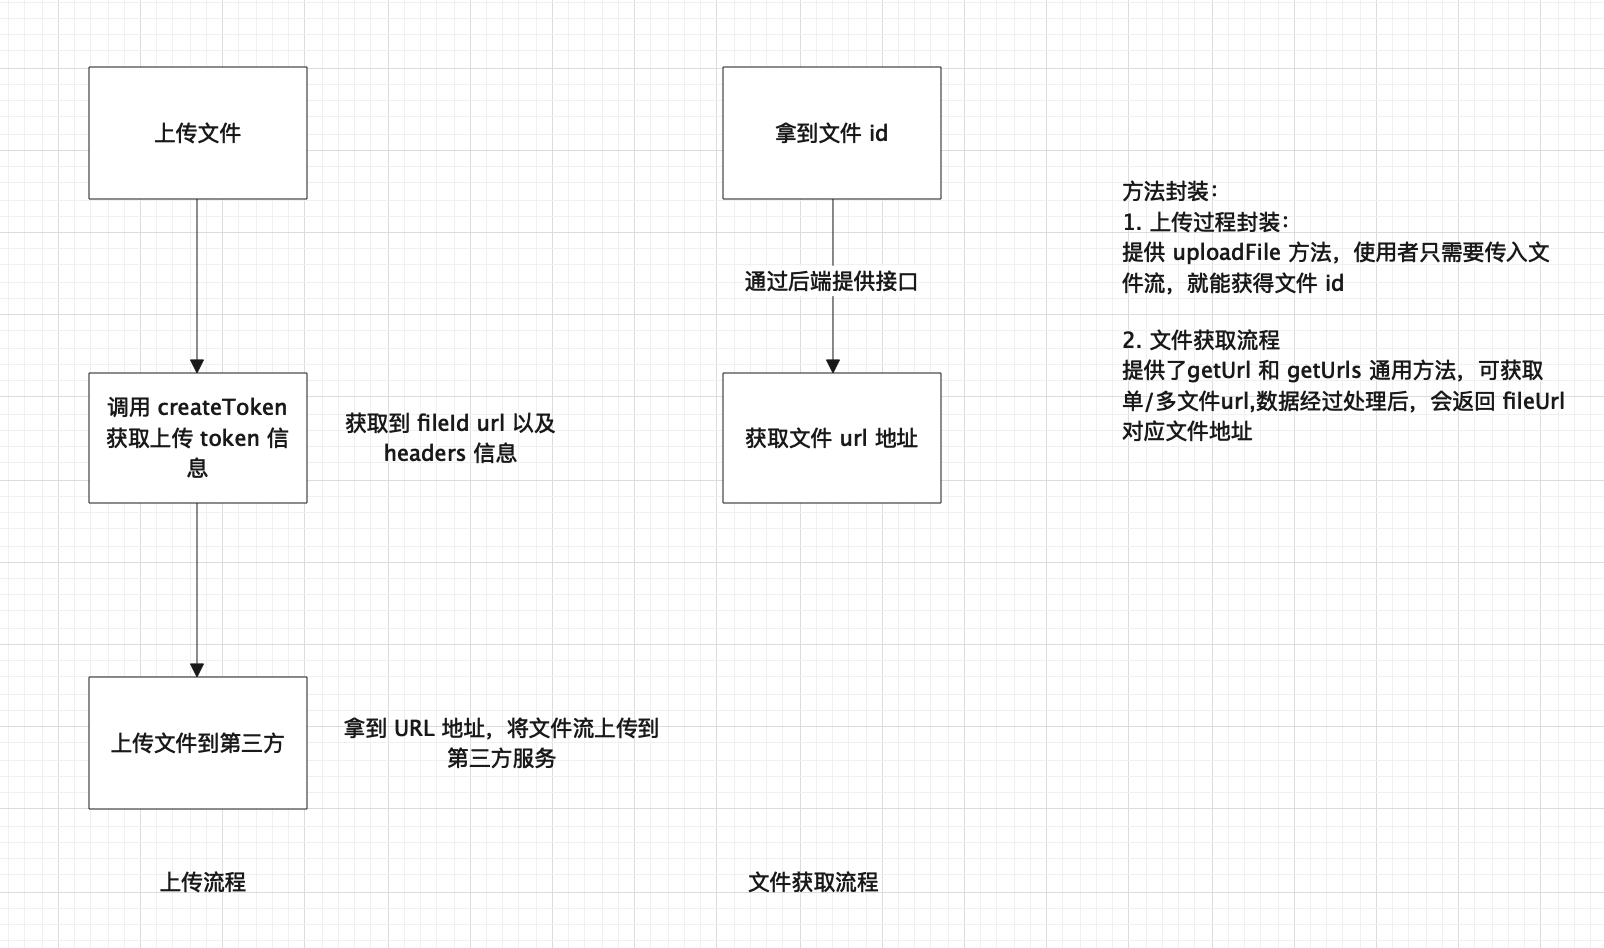 上传文件
调用 createToken
获取上传 token 信
息
获取到 fileId url 以及
headers 信息
上传文件到第三方
拿到 URL 地址，将文件流上传到
第三方服务
上传流程
拿到文件 id
通过后端提供接口
获取文件 url 地址
文件获取流程
方法封装：
1. 上传过程封装：
提供 uploadFile 方法，使用者只需要传入文
件流，就能获得文件 id
2. 文件获取流程
提供了getUrl 和 getUrls 通用方法，可获取
单/多文件url,数据经过处理后，会返回 fileUrl
对应文件地址